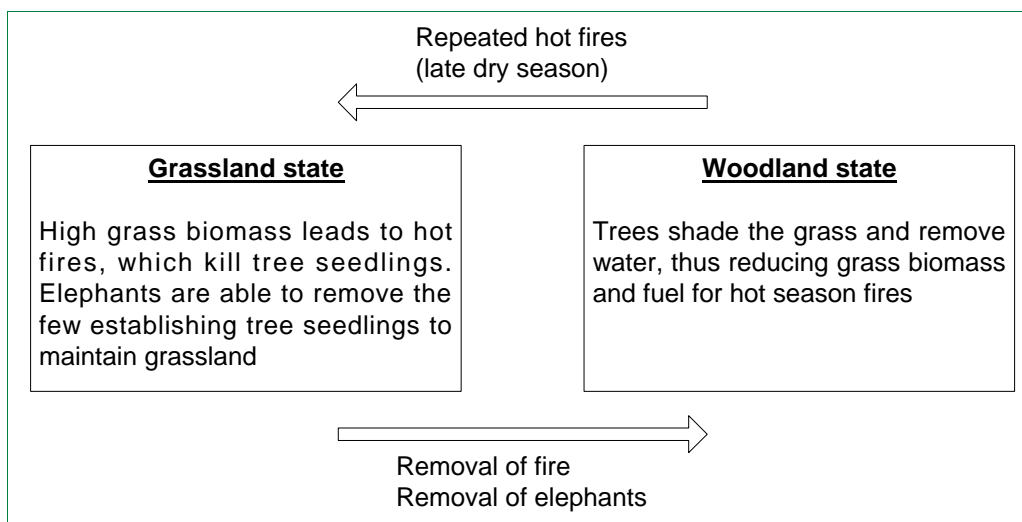 Repeated hot fires
(late dry season)
Grassland state
High grass biomass leads to hot
fires, which kill tree seedlings.
Elephants are able to remove the
few establishing tree seedlings to
maintain grassland
Woodland state
Trees shade the grass and remove
water, thus reducing grass biomass
and fuel for hot season fires
Removal of fire
Removal of elephants